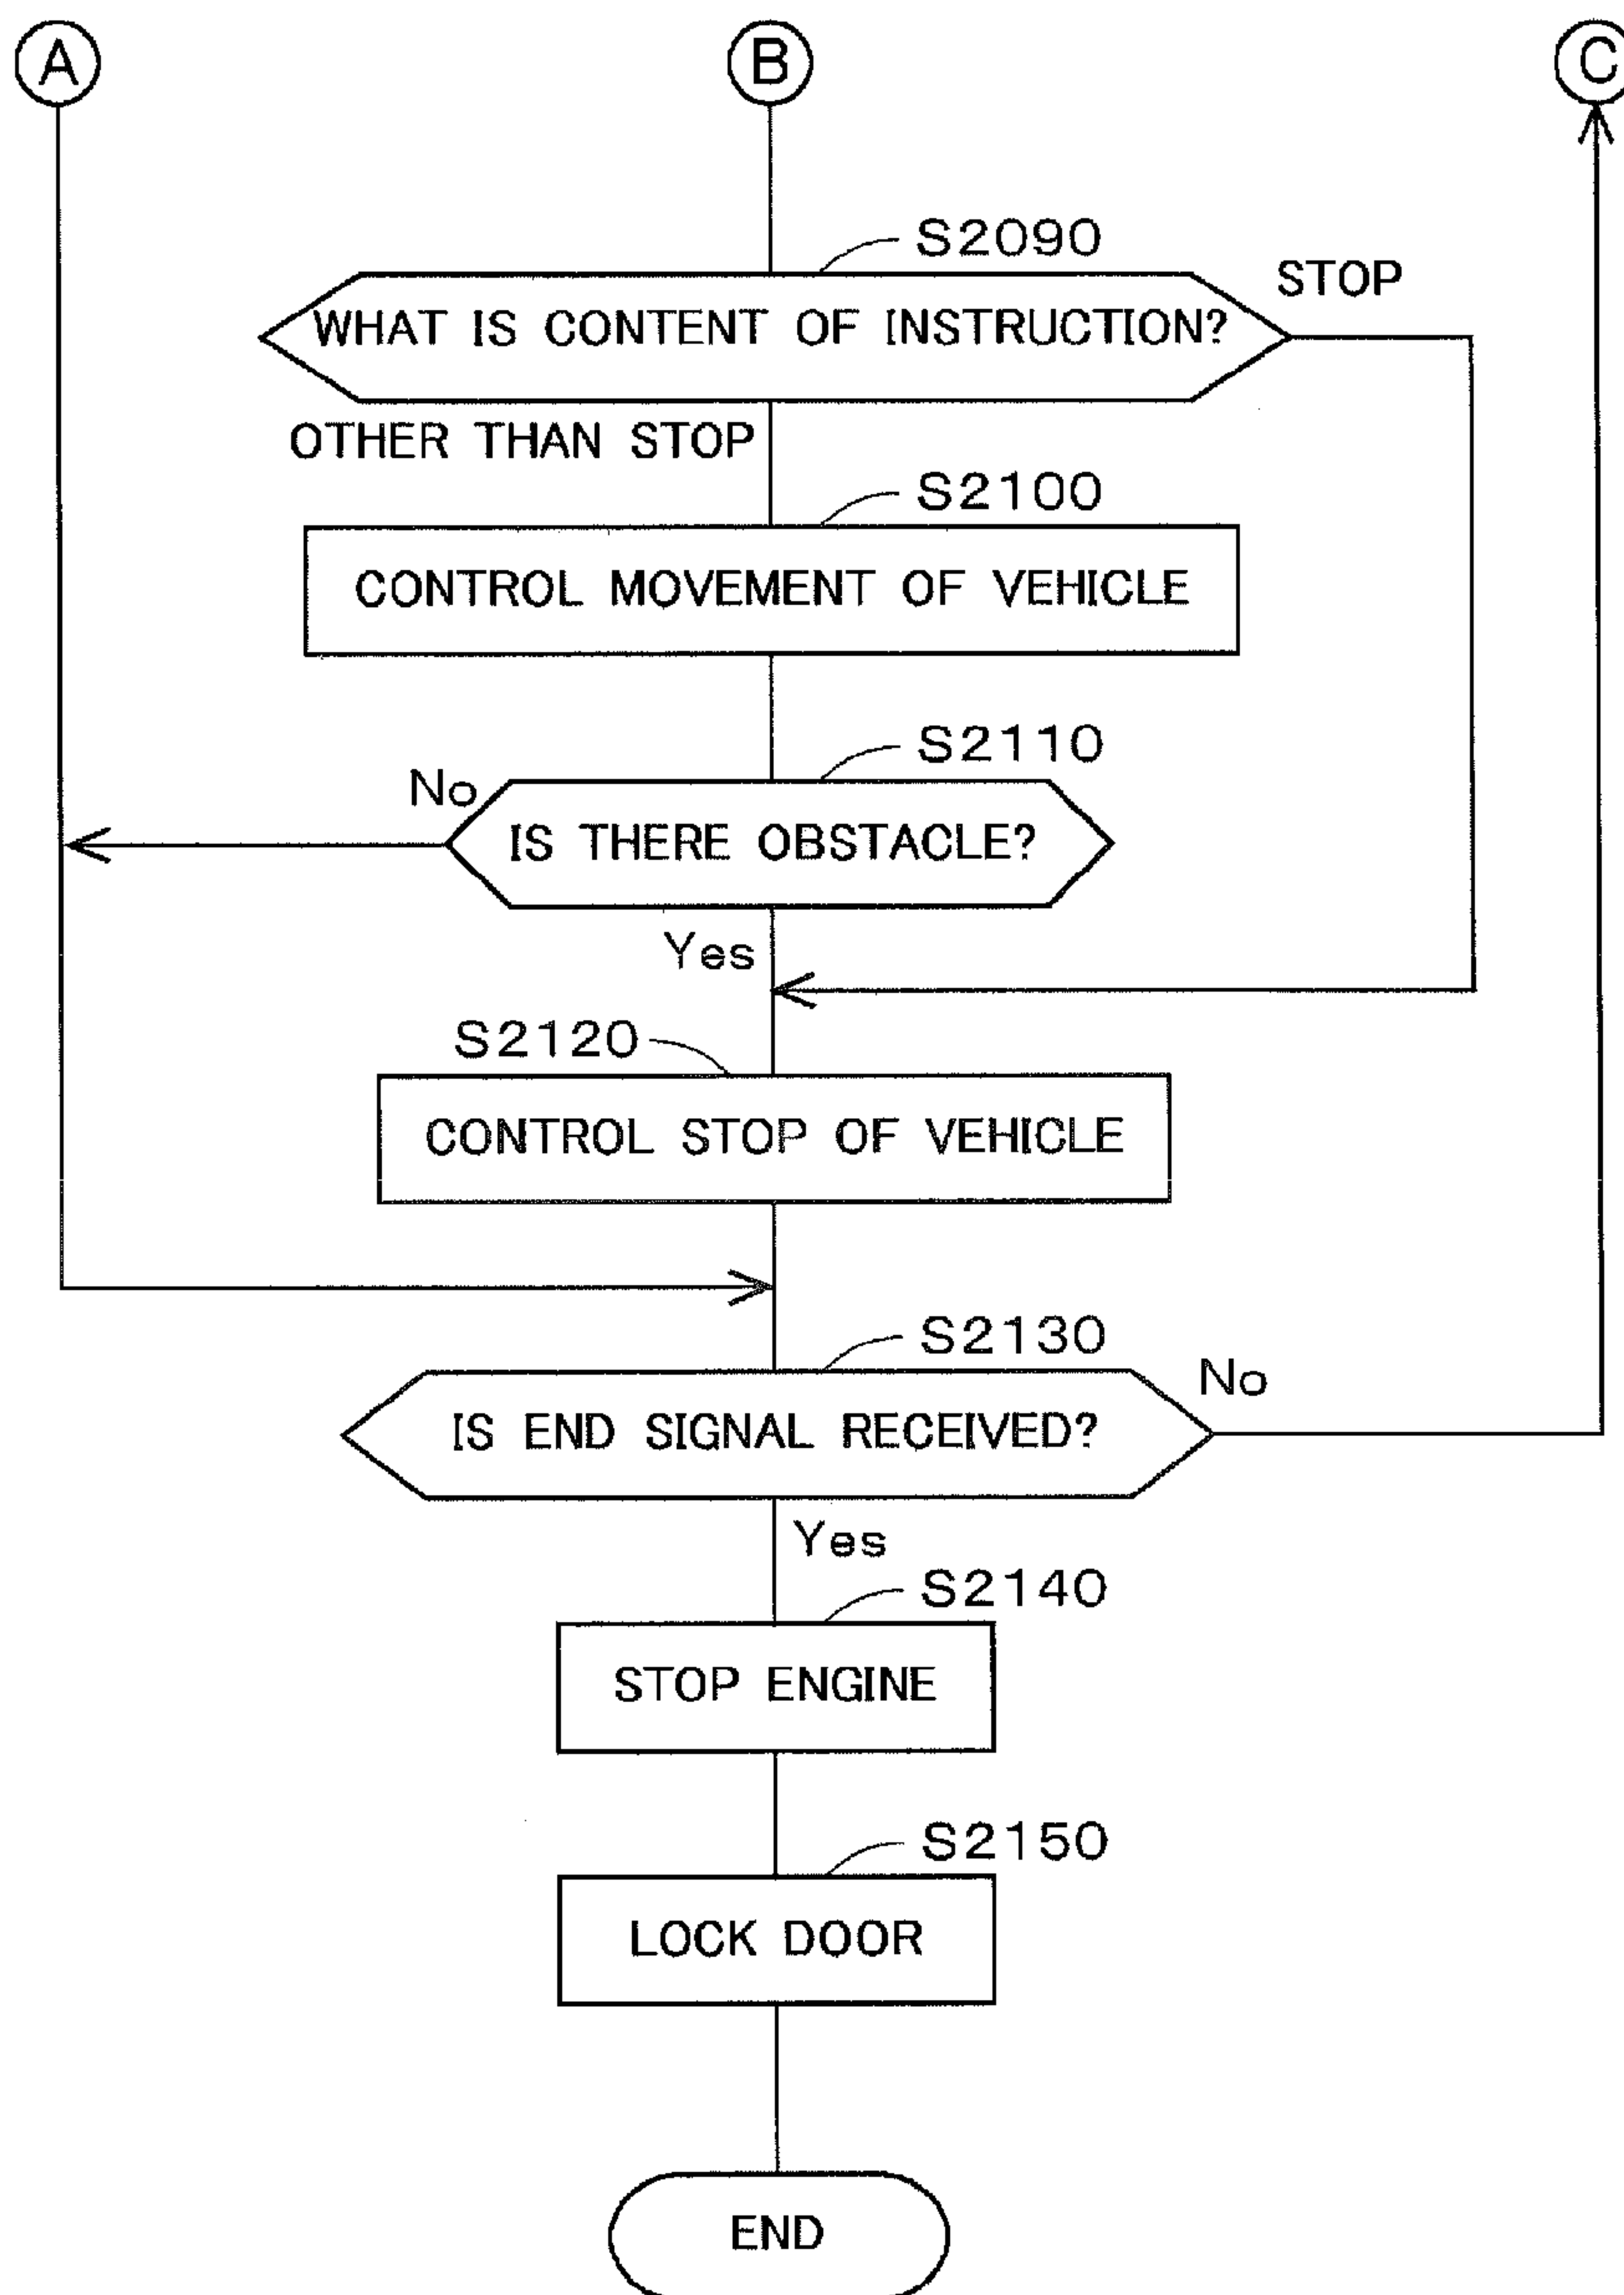 A
B
C
S2090
STOP
WHAT IS CONTENT OF INSTRUCTION?
OTHER THAN STOP
S2100
CONTROL MOVEMENT OF VEHICLE
S2110
No
IS THERE OBSTACLE?
Yes
S2120
CONTROL STOP OF VEHICLE
S2130
No
IS END SIGNAL RECEIVED?
Yes
S2140
STOP ENGINE
S2150
LOCK DOOR
END